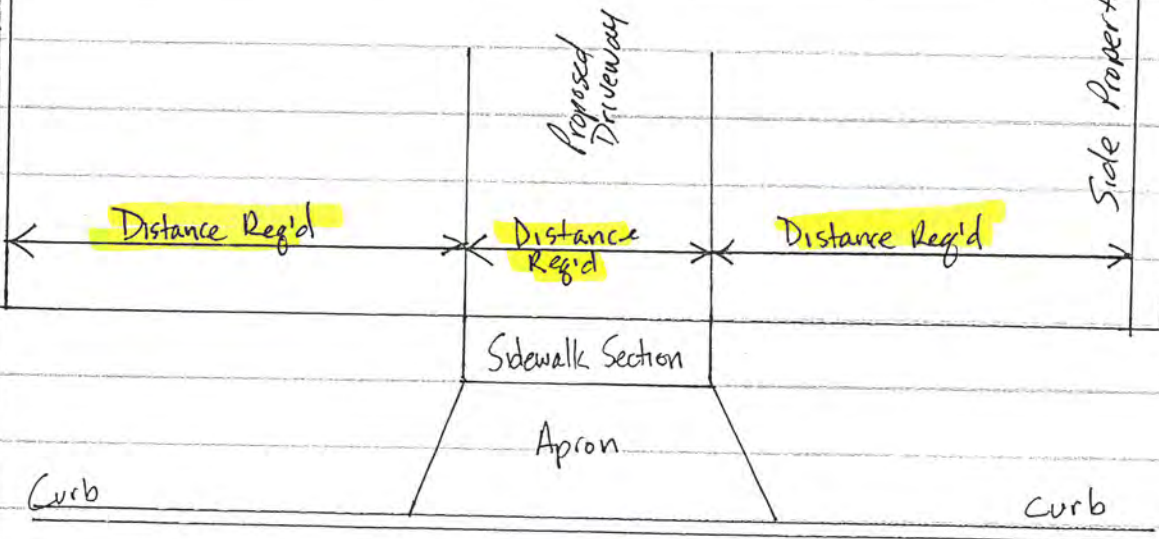 Proposed
Driveway
Side Propert
Distance Req'd
Distance
Req'd
Distance Req'd
Sidewalk Section
Apron
Curb
curb